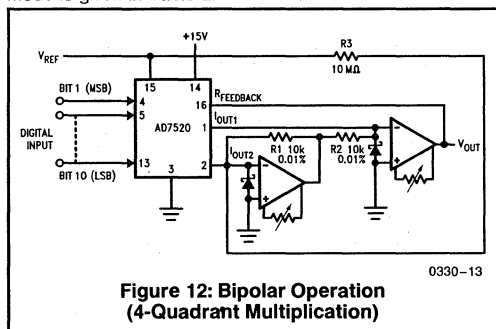 +15V
R3
10 MΩ
VREF
15 14
RFEEDBACK
BIT 1 (MSB)
4
5
16
IOUT1
DIGITAL
INPUT
AD7520
1
R1 10k
0.01%
R2 10k
0.01%
VOUT
IOUT2
BIT 10 (LSB)
13
3
2
0330-13
Figure 12: Bipolar Operation
(4-Quadrant Multiplication)